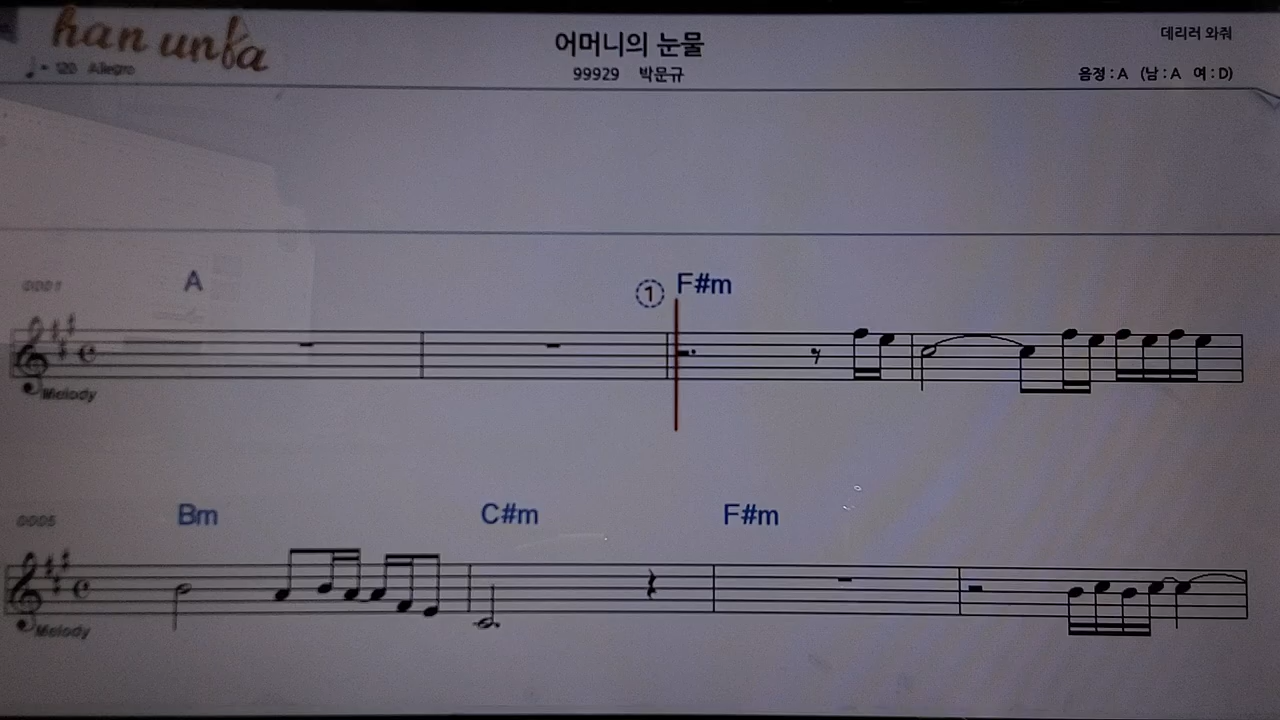 han unba
어머니의 눈물
데리러 와줘
♩= 120 Allegro
99929 박문규
음정 : A (남 : A 여 : D)
0001
A
① F#m
Melody
0005
Bm C#m F#m
Melody